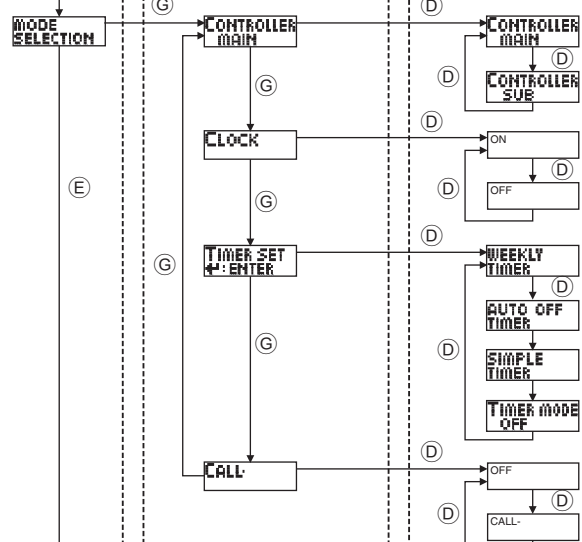 G
D
MODE
SELECTION
CONTROLLER
MAIN
CONTROLLER
MAIN
G
D
D
CONTROLLER
SUB
D
CLOCK
ON
E
G
D
D
OFF
D
TIMER SET
↵:ENTER
WEEKLY
TIMER
G
D
AUTO OFF
TIMER
G
D
SIMPLE
TIMER
TIMER MODE
OFF
D
CALL-
OFF
D
D
CALL-